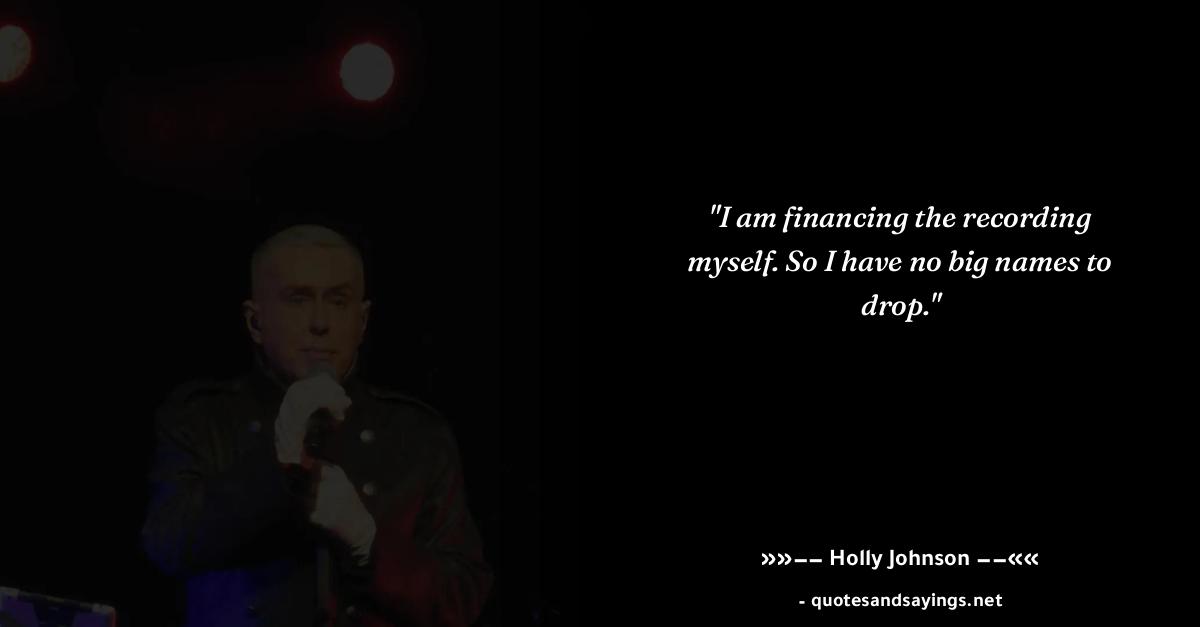 "I am financing the recording
myself. So I have no big names to
drop."
»»−− Holly Johnson −−««
- quotesandsayings.net